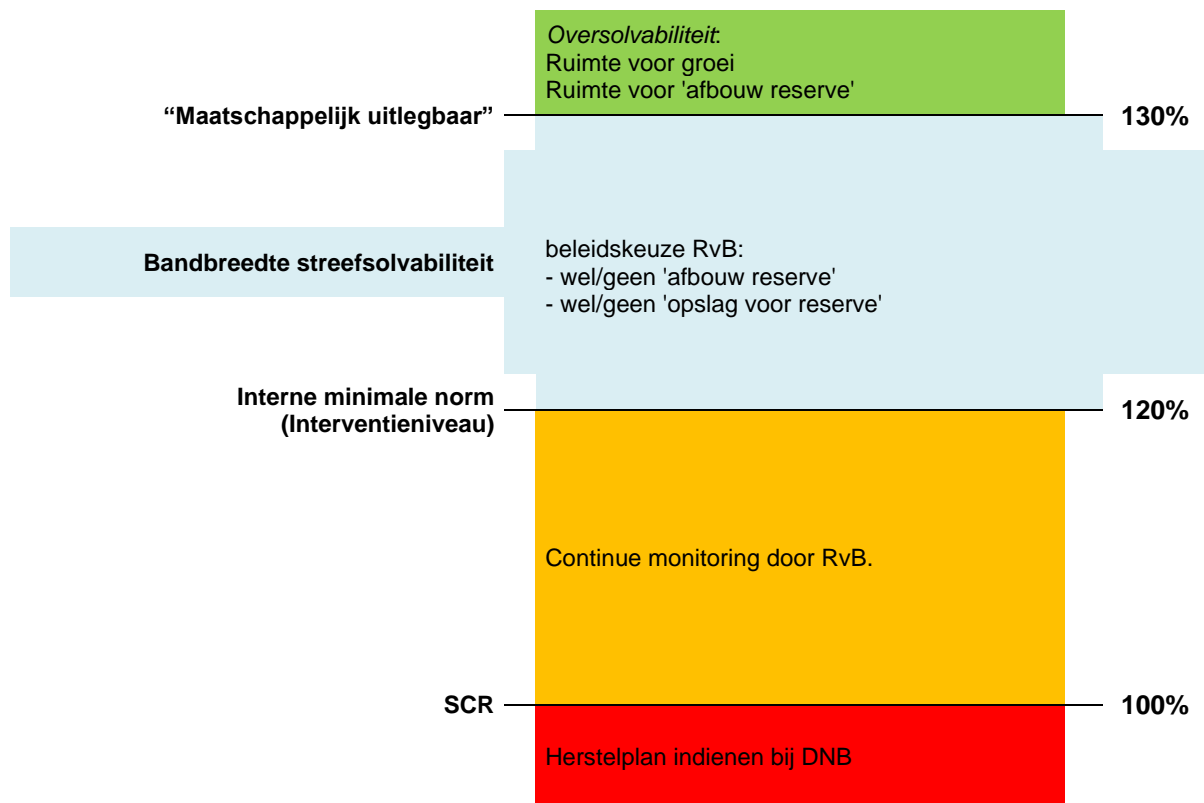 Oversolvabiliteit:
Ruimte voor groei
Ruimte voor 'afbouw reserve'
“Maatschappelijk uitlegbaar”
130%
Bandbreedte streefsolvabiliteit
beleidskeuze RvB:
- wel/geen 'afbouw reserve'
- wel/geen 'opslag voor reserve'
Interne minimale norm
(Interventieniveau)
120%
Continue monitoring door RvB.
SCR
100%
Herstelplan indienen bij DNB